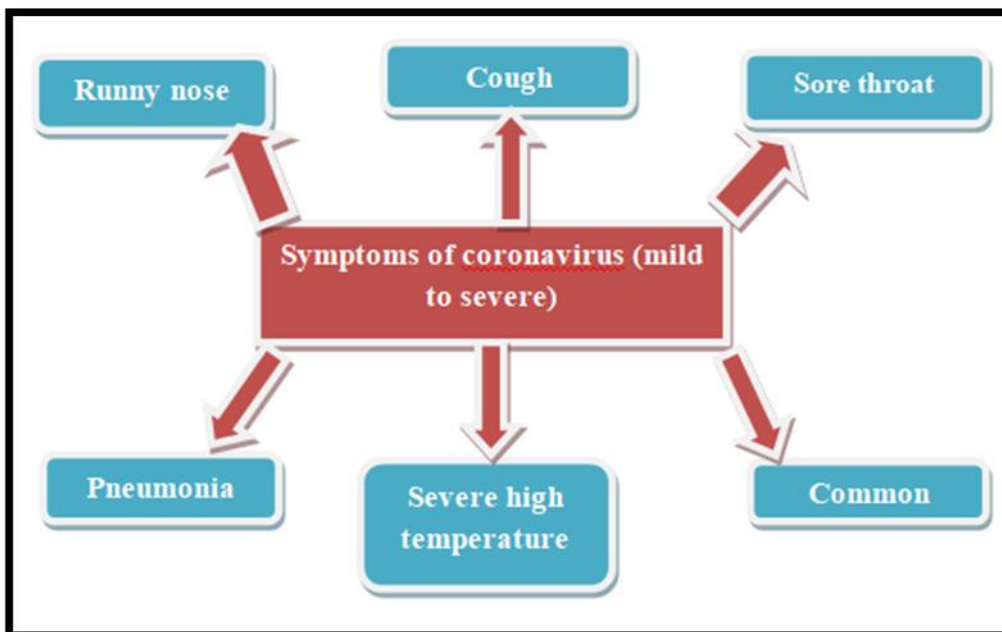 Runny nose
Cough
Sore throat
Symptoms of coronavirus (mild
to severe)
Pneumonia
Severe high
temperature
Common